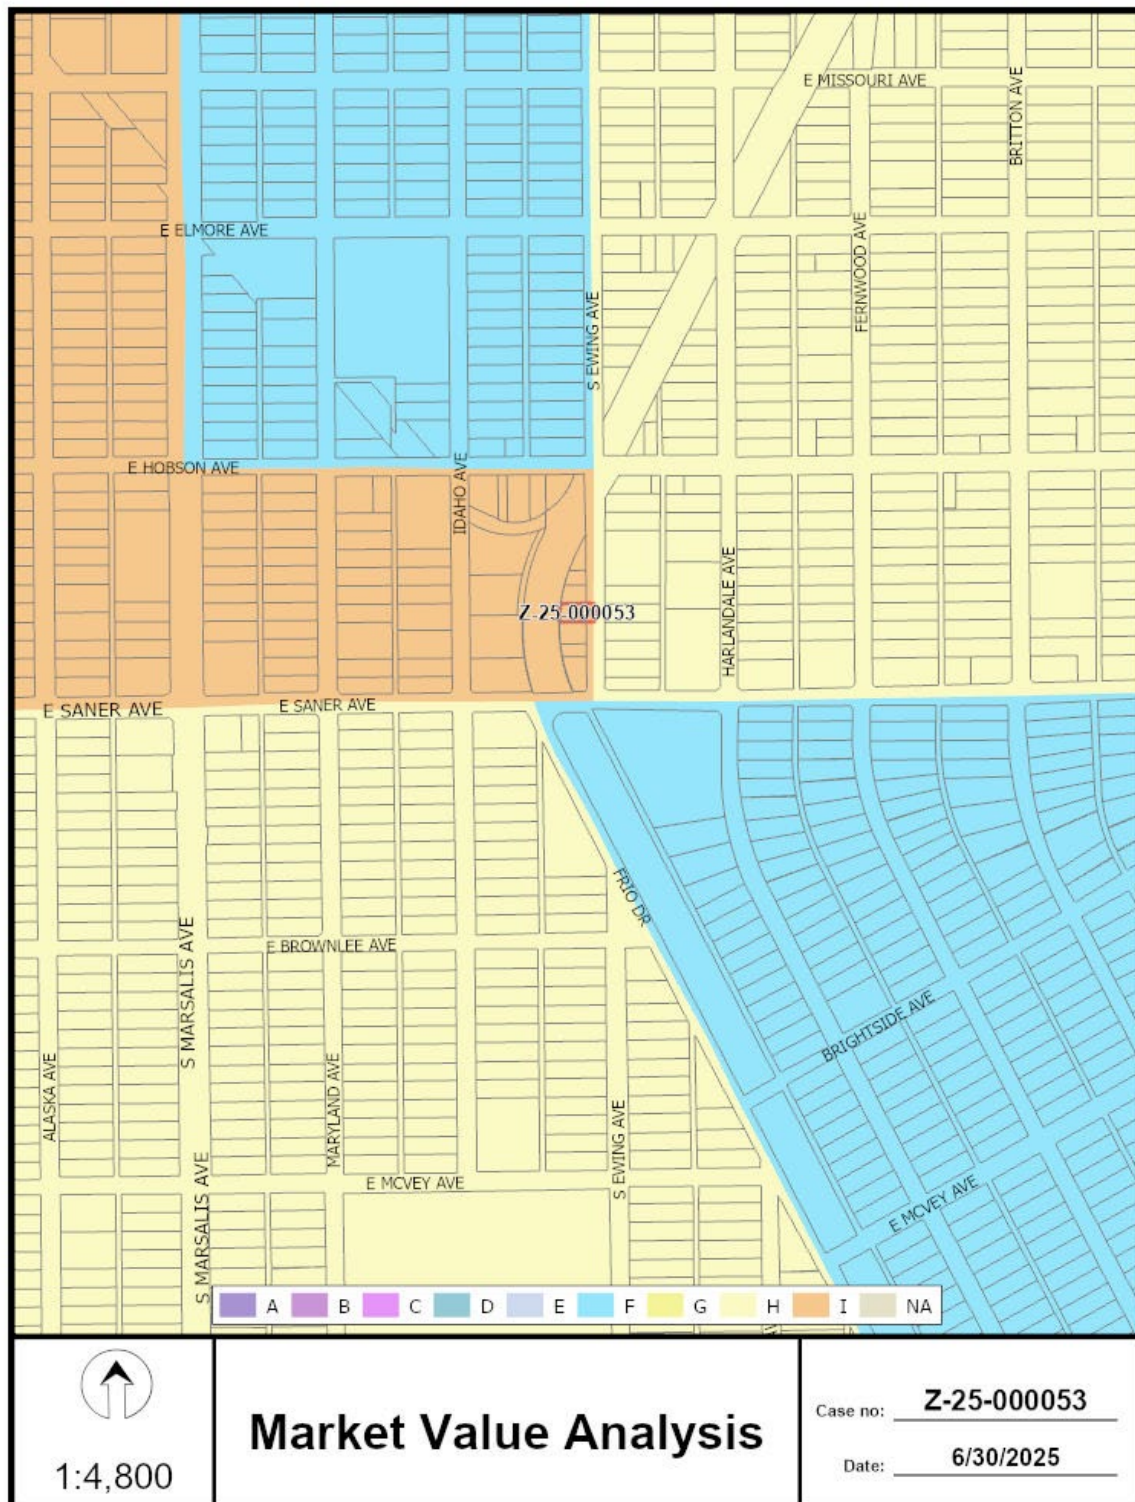 E MISSOURI AVE
BRITTON AVE
E ELMORE AVE
FERNWOOD AVE
S EWING AVE
E HOBSON AVE
IDAHO AVE
HARLANDALE AVE
Z-25-000053
E SANER AVE
E SANER AVE
FRIO DR
S MARSALIS AVE
E BROWNLEE AVE
BRIGHTSIDE AVE
ALASKA AVE
MARYLAND AVE
S EWING AVE
S MARSALIS AVE
E MCVEY AVE
E MCVEY AVE
A B C D E F G H I NA
1:4,800
Market Value Analysis
Case no: Z-25-000053
Date: 6/30/2025